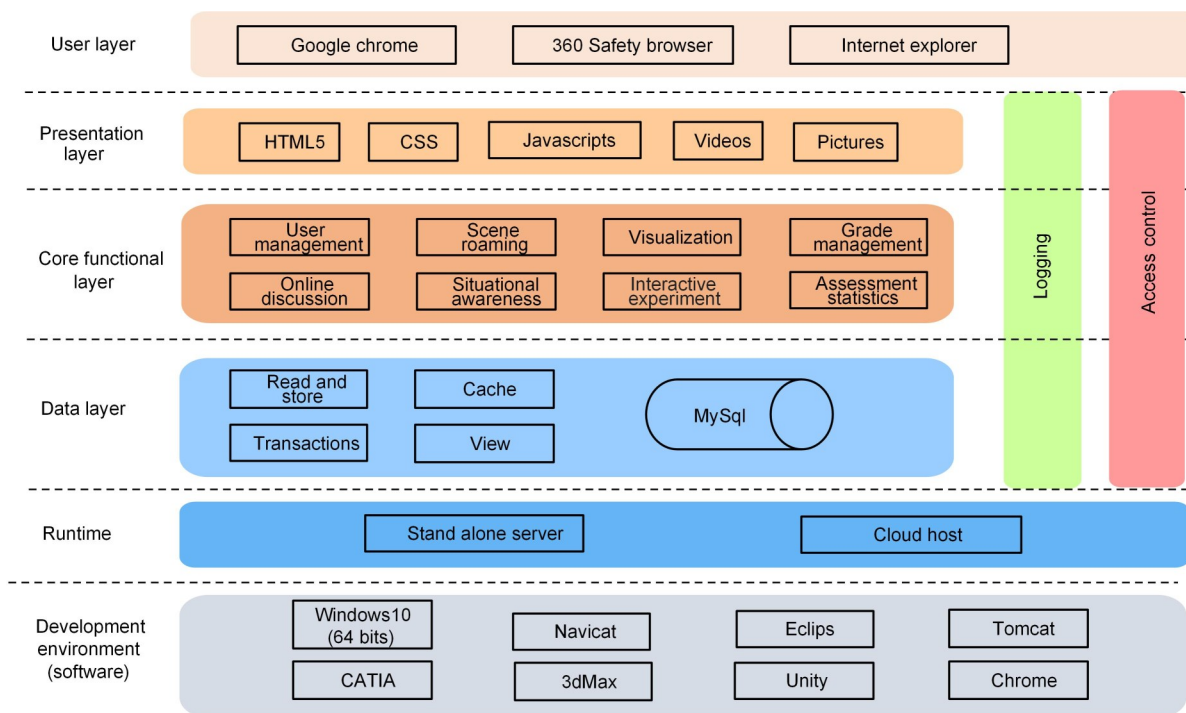 User layer
Google chrome
360 Safety browser
Internet explorer
Presentation
layer
HTML5
CSS
Javascripts
Videos
Pictures
Core functional
layer
User
management
Scene
roaming
Visualization
Grade
management
Online
discussion
Situational
awareness
Interactive
experiment
Assessment
statistics
Logging
Access control
Data layer
Read and
store
Cache
MySql
Transactions
View
Runtime
Stand alone server
Cloud host
Development
environment
(software)
Windows10
(64 bits)
Navicat
Eclips
Tomcat
CATIA
3dMax
Unity
Chrome